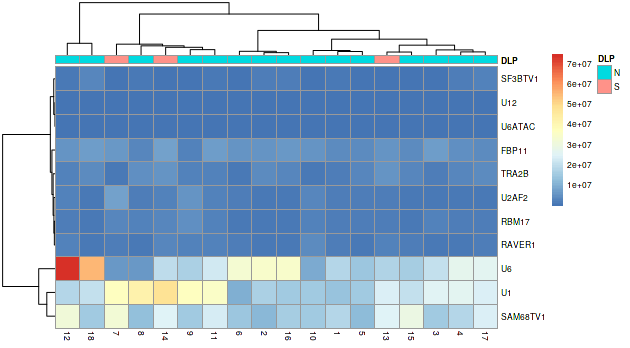 DLP
SF3BTV1
U12
U6ATAC
FBP11
TRA2B
U2AF2
RBM17
RAVER1
U6
U1
SAM68TV1
12 18 7 8 14 9 11 6 2 16 10 1 5 13 15 3 4 17
7e+07
6e+07
5e+07
4e+07
3e+07
2e+07
1e+07
DLP
N
S